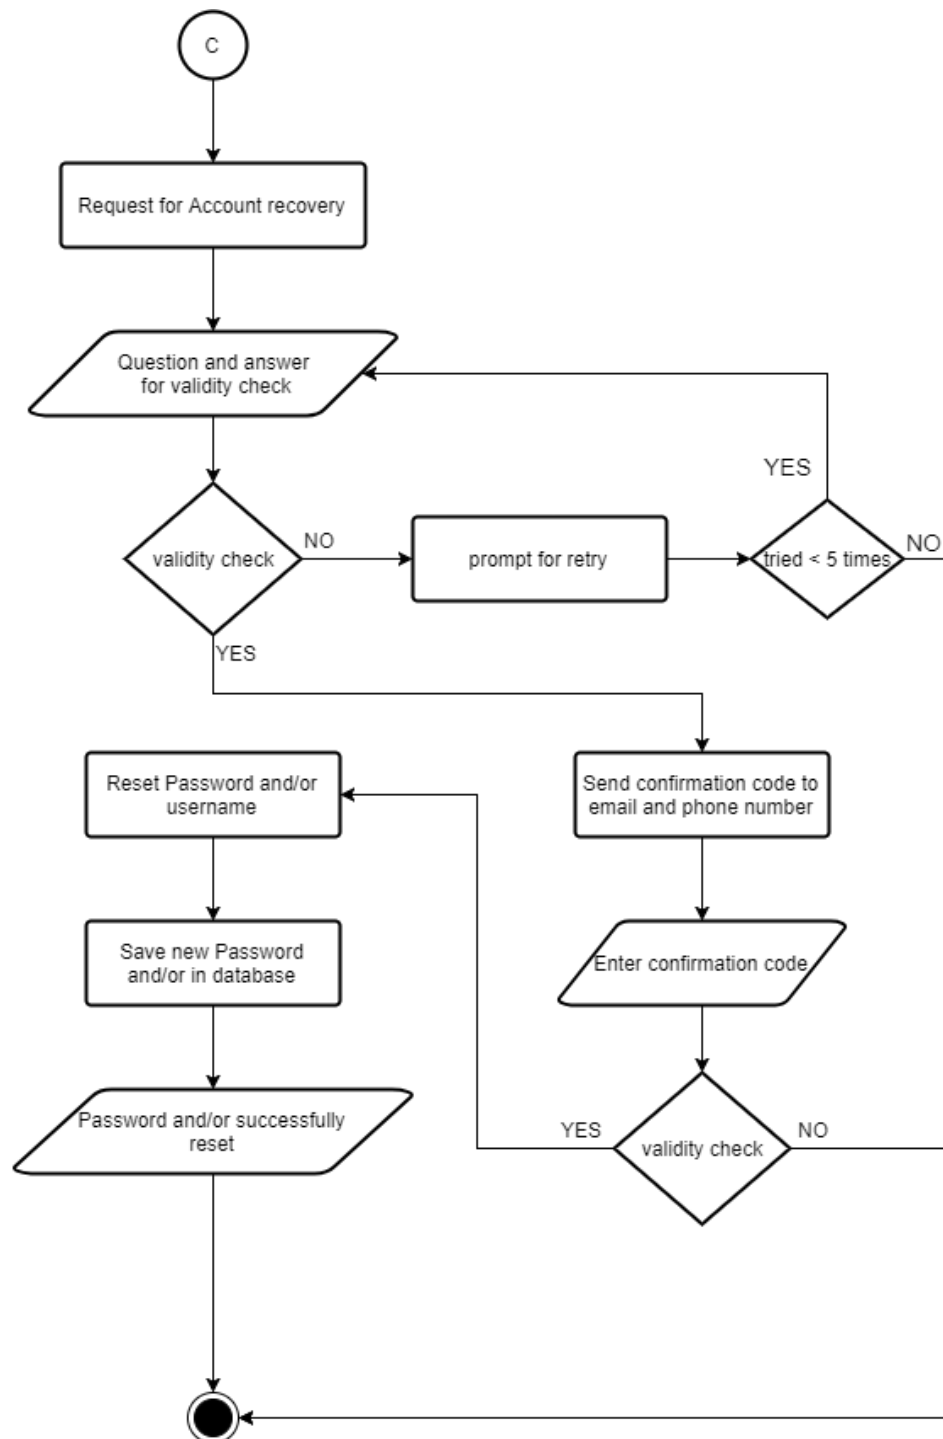 C
Request for Account recovery
Question and answer
for validity check
YES
validity check
NO
prompt for retry
tried < 5 times
NO
YES
Reset Password and/or
username
Send confirmation code to
email and phone number
Save new Password
and/or in database
Enter confirmation code
Password and/or successfully
reset
YES
validity check
NO